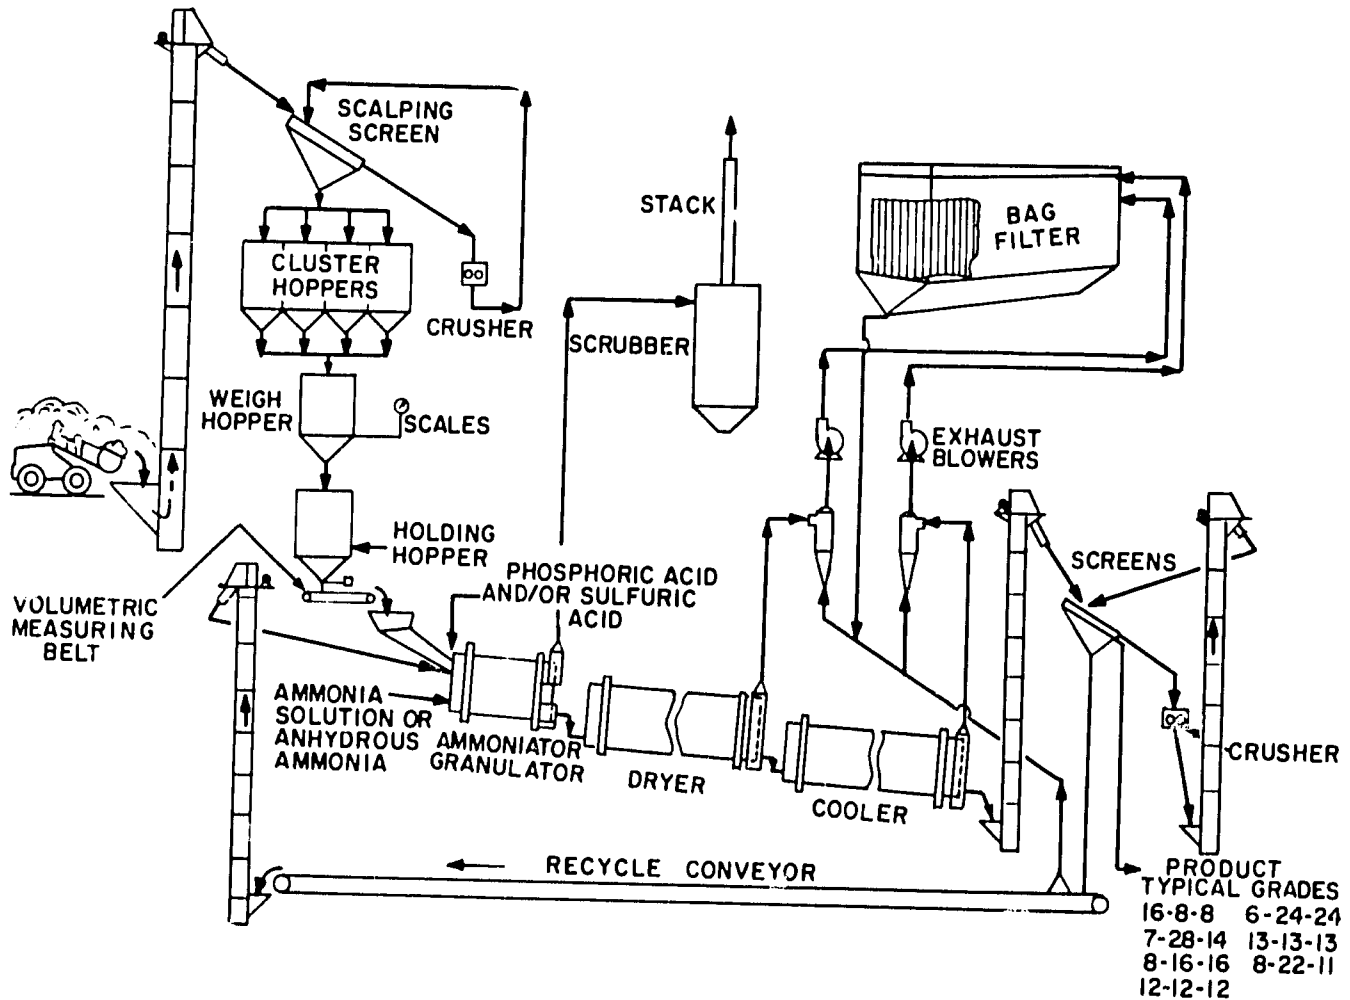 SCALPING
SCREEN
CLUSTER
HOPPERS
CRUSHER
STACK
BAG
FILTER
SCRUBBER
WEIGH
HOPPER
SCALES
EXHAUST
BLOWERS
HOLDING
HOPPER
SCREENS
PHOSPHORIC ACID
AND/OR SULFURIC
ACID
VOLUMETRIC
MEASURING
BELT
AMMONIA
SOLUTION OR
ANHYDROUS
AMMONIA
AMMONIATOR
GRANULATOR
DRYER
COOLER
CRUSHER
RECYCLE CONVEYOR
PRODUCT
TYPICAL GRADES
16-8-8 6-24-24
7-28-14 13-13-13
8-16-16 8-22-11
12-12-12